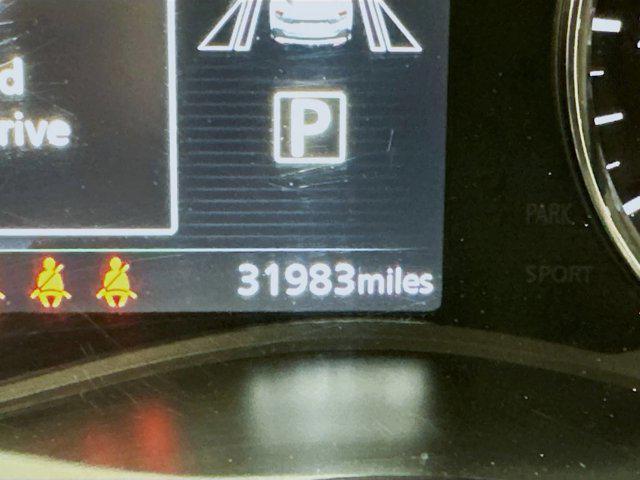 d
rive
P
PARK
SPORT
31983miles